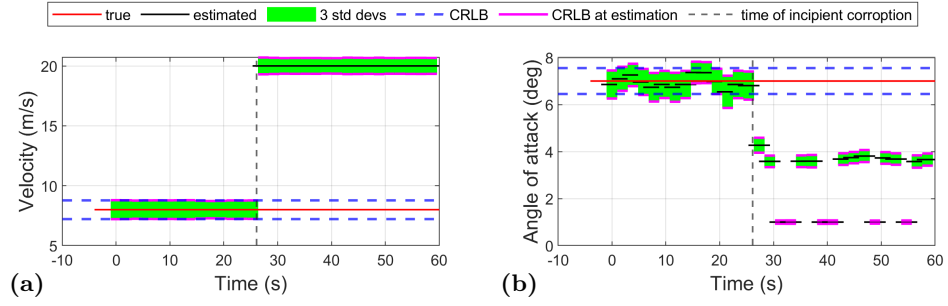 true estimated 3 std devs CRLB CRLB at estimation time of incipient corroption
20
15
10
5
-10 0 10 20 30 40 50 60
Velocity (m/s)
Time (s)
(a)
8
6
4
2
0
-10 0 10 20 30 40 50 60
Angle of attack (deg)
Time (s)
(b)